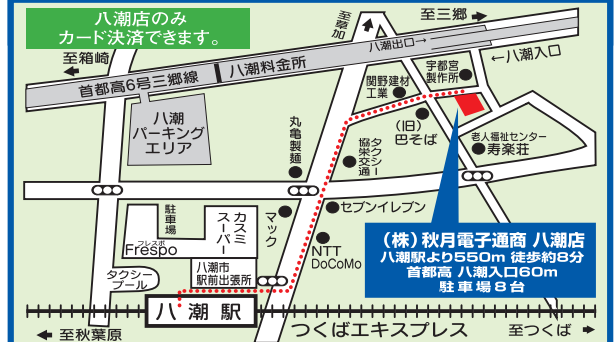 八潮店のみ
カード決済できます。
至箱崎
首都高6号三郷線
八潮料金所
至草加
至三郷
八潮出口→
←八潮入口
関野建材
工業
宇都宮
製作所
八潮
パーキング
エリア
丸亀製麺
協栄交通
タクシー
(旧)
巴そば
老人福祉センター
寿楽荘
駐車場
カスミ
スーパー
マック
セブンイレブン
フレスポ
Frespo
NTT
DoCoMo
タクシー
プール
八潮市
駅前出張所
(株)秋月電子通商 八潮店
八潮駅より550m 徒歩約8分
首都高 八潮入口60m
駐車場8台
八潮駅
つくばエキスプレス
至秋葉原
至つくば